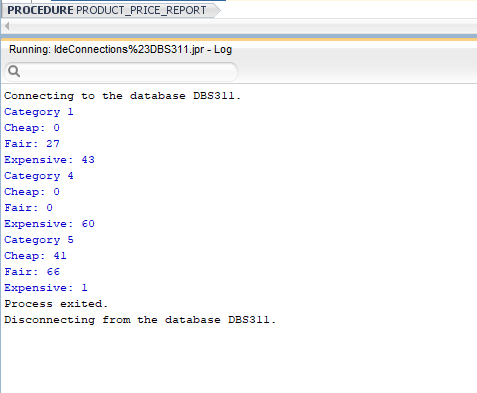 PROCEDURE PRODUCT_PRICE_REPORT
Running: IdeConnections%23DBS311.jpr - Log
Connecting to the database DBS311.
Category 1
Cheap: 0
Fair: 27
Expensive: 43
Category 4
Cheap: 0
Fair: 0
Expensive: 60
Category 5
Cheap: 41
Fair: 66
Expensive: 1
Process exited.
Disconnecting from the database DBS311.